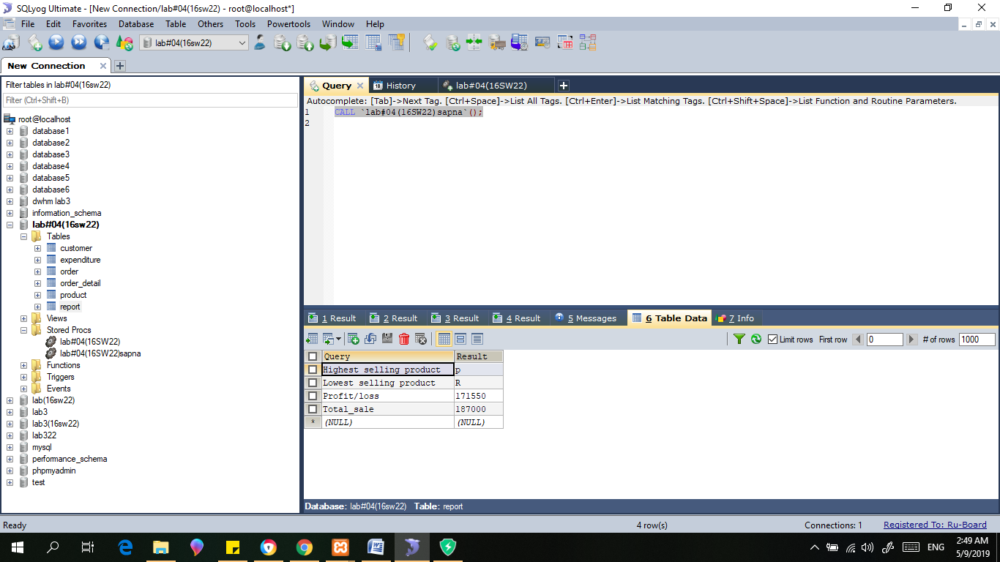 SQLyog Ultimate - [New Connection/lab#04(16sw22) - root@localhost*]
File Edit Favorites Database Table Others Tools Powertools Window Help
lab#04(16sw22)
New Connection
Filter tables in lab#04(16sw22)
Filter (Ctrl+Shift+B)
root@localhost
database1
database2
database3
database4
database5
database6
dwhm lab3
information_schema
lab#04(16sw22)
Tables
customer
expenditure
order
order_detail
product
report
Views
Stored Procs
lab#04(16SW22)
lab#04(16SW22)sapna
Functions
Triggers
Events
lab(16sw22)
lab3
lab3(16sw22)
lab322
mysql
performance_schema
phpmyadmin
test
Query 18 History lab#04(16SW22)
Autocomplete: [Tab]->Next Tag. [Ctrl+Space]->List All Tags. [Ctrl+Enter]->List Matching Tags. [Ctrl+Shift+Space]->List Function and Routine Parameters.
1 CALL `lab#04(16SW22)sapna`();
2
1 Result 2 Result 3 Result 4 Result 5 Messages 6 Table Data 7 Info
Limit rows First row 0 # of rows 1000
Query Result
Highest selling product p
Lowest selling product R
Profit/loss 171550
Total_sale 187000
* (NULL) (NULL)
Database: lab#04(16sw22) Table: report
Ready 4 row(s) Connections: 1 Registered To: Ru-Board
ENG 2:49 AM
5/9/2019